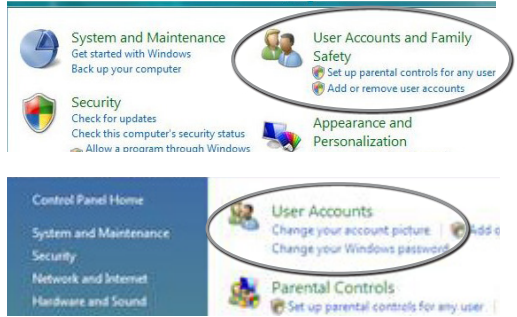 System and Maintenance
Get started with Windows
Back up your computer
User Accounts and Family
Safety
Set up parental controls for any user
Add or remove user accounts
Security
Check for updates
Check this computer's security status
Allow a program through Windows
Appearance and
Personalization
Control Panel Home
System and Maintenance
Security
Network and Internet
Hardware and Sound
User Accounts
Change your account picture
Add o
Change your Windows password
Parental Controls
Set up parental controls for any user